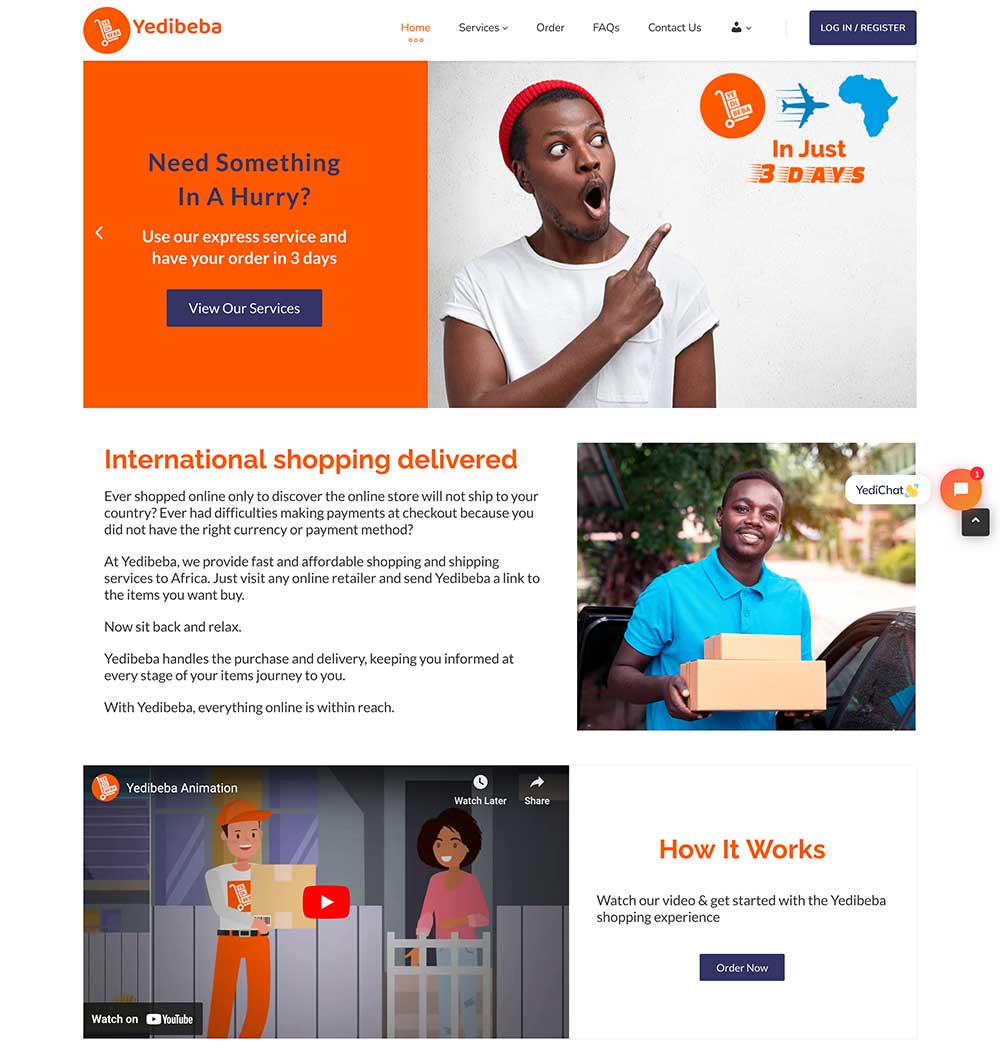 YE
DI
BEBA
Yedibeba
Home
Services
Order
FAQs
Contact Us
LOG IN / REGISTER
YE
DI
BEBA
In Just
3 DAYS
Need Something
In A Hurry?
Use our express service and
have your order in 3 days
View Our Services
International shopping delivered
Ever shopped online only to discover the online store will not ship to your
country? Ever had difficulties making payments at checkout because you
did not have the right currency or payment method?
At Yedibeba, we provide fast and affordable shopping and shipping
services to Africa. Just visit any online retailer and send Yedibeba a link to
the items you want buy.
Now sit back and relax.
Yedibeba handles the purchase and delivery, keeping you informed at
every stage of your items journey to you.
With Yedibeba, everything online is within reach.
YediChat
1
Yedibeba Animation
Watch Later
Share
Watch on YouTube
How It Works
Watch our video & get started with the Yedibeba
shopping experience
Order Now